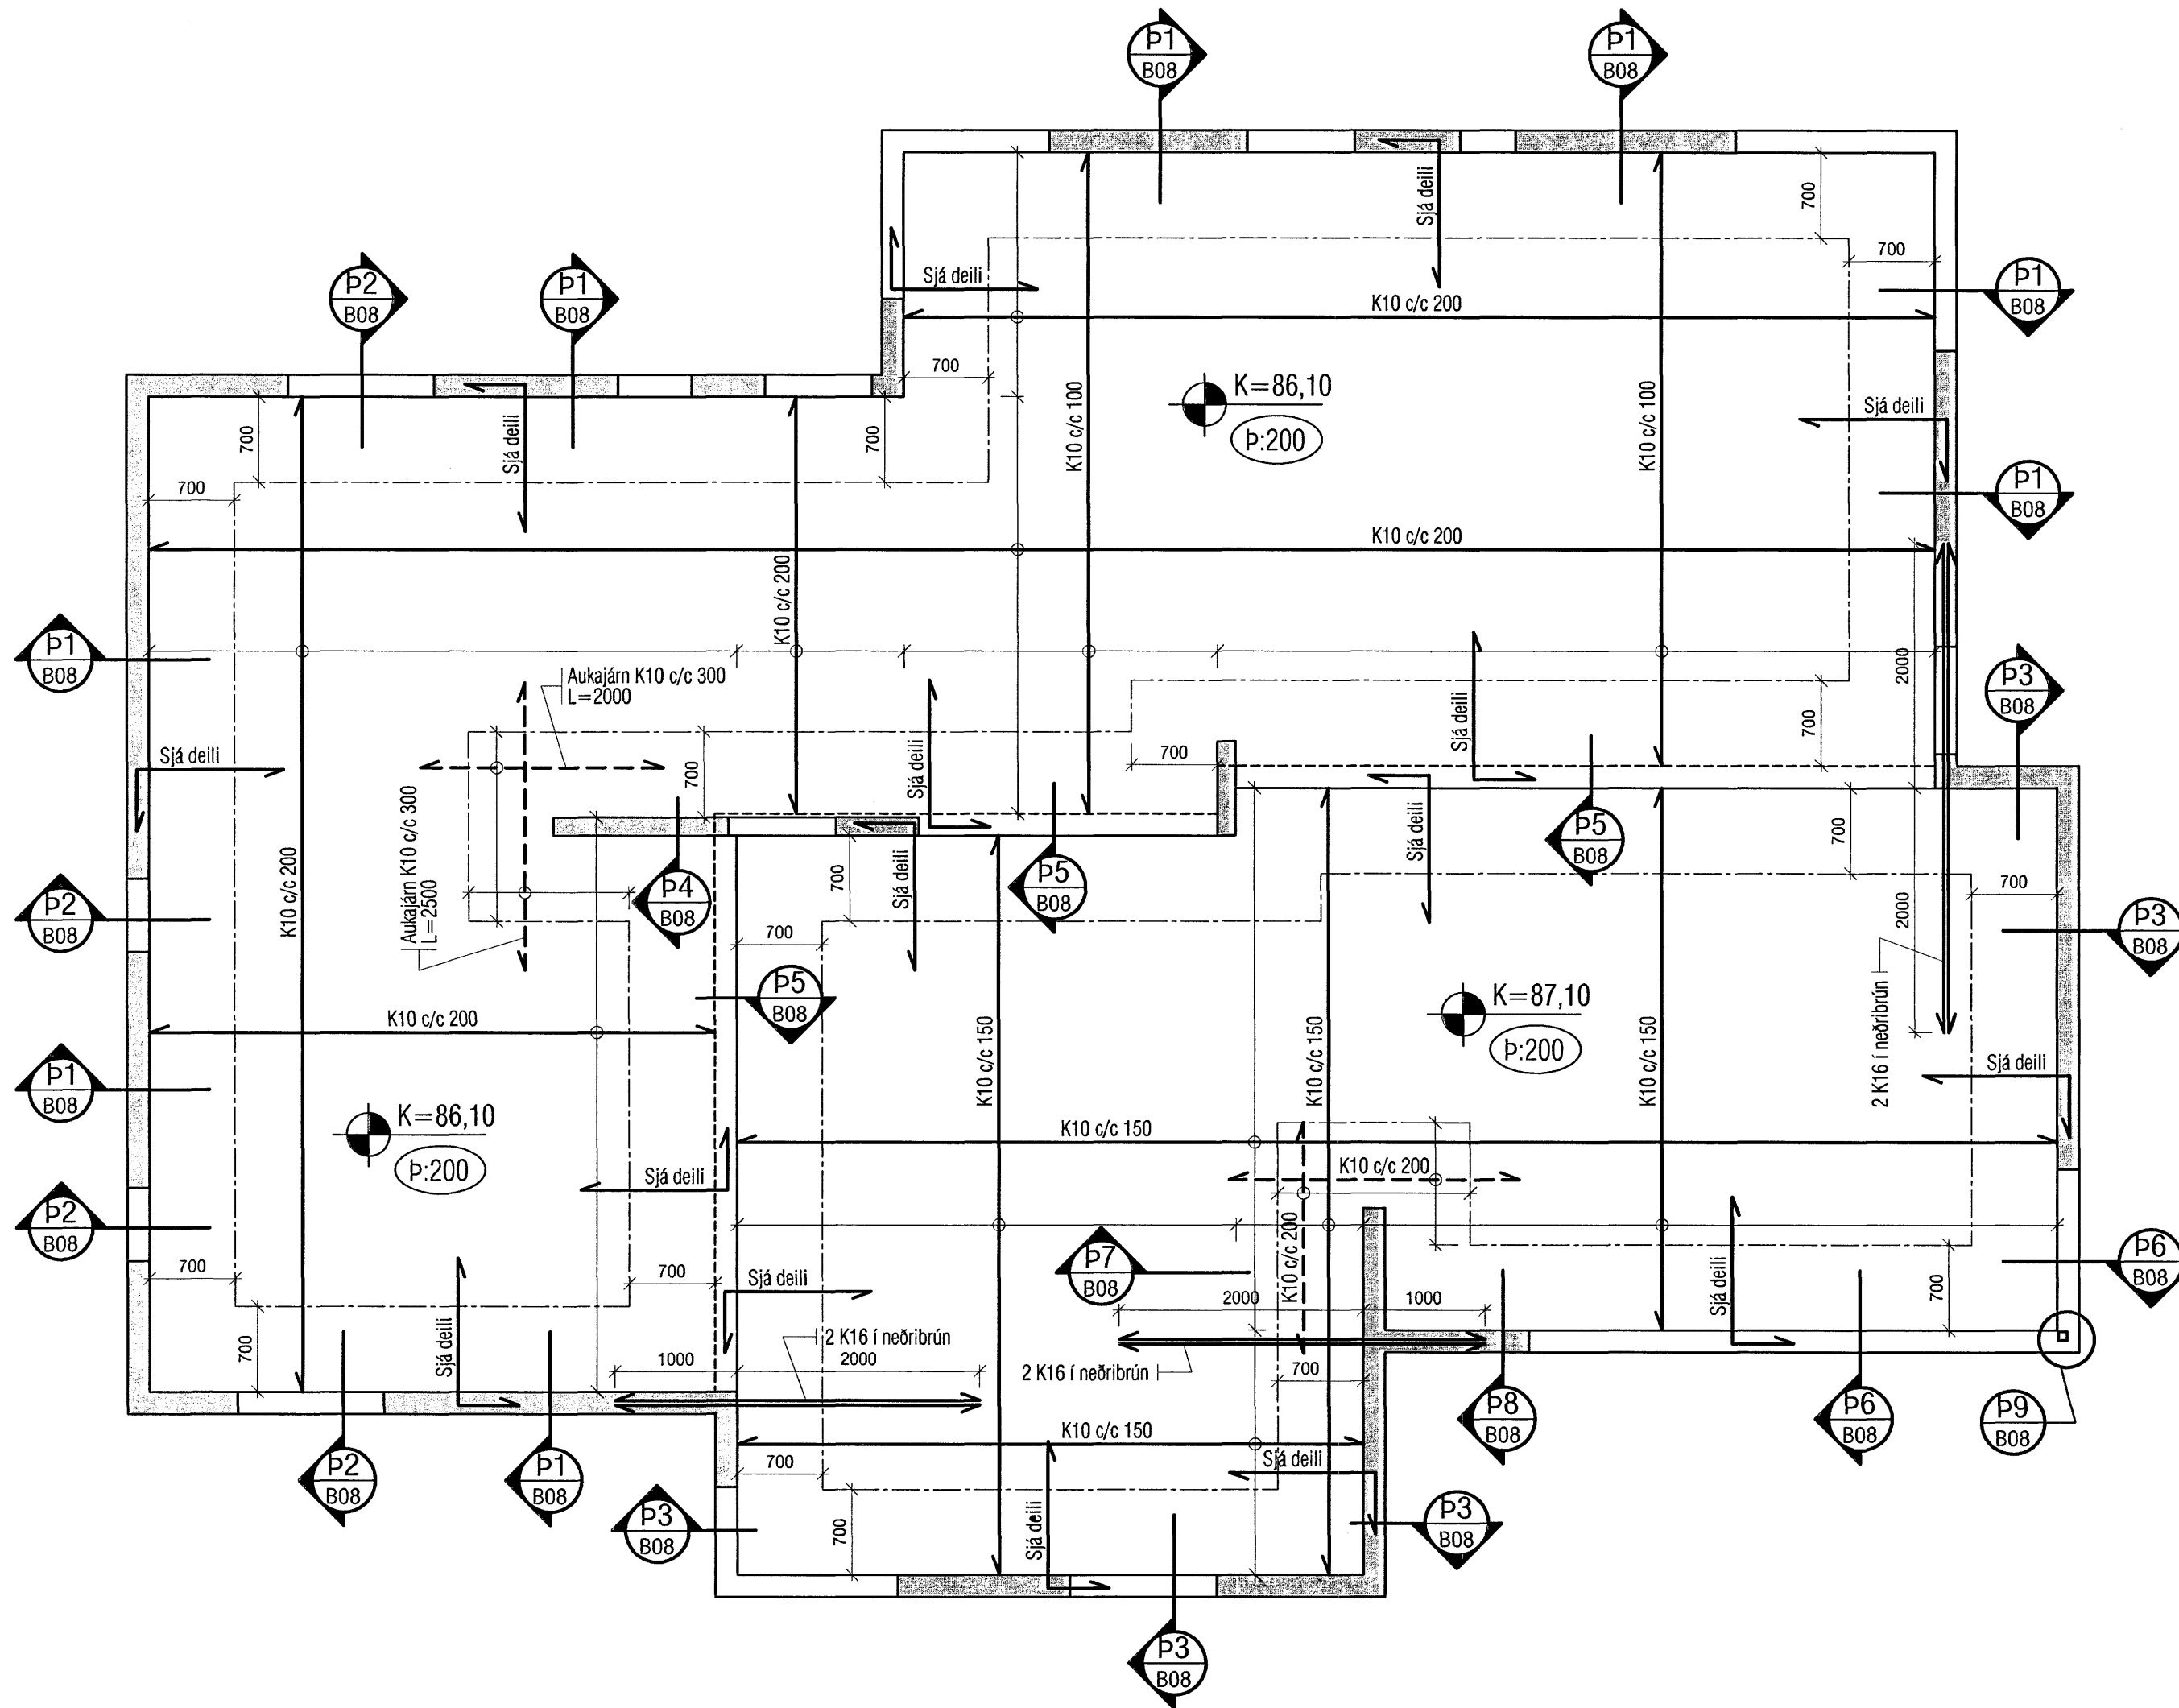 Þ1
B08
Þ1
B08
Sjá deili
700
700
Þ2
B08
Þ1
B08
Sjá deili
Þ1
B08
K10 c/c 200
700
K=86,10
Þ:200
K10 c/c 100
K10 c/c 100
Sjá deili
700
Sjá deili
700
700
Þ1
B08
K10 c/c 200
K10 c/c 200
Þ1
B08
Aukajárn K10 c/c 300
L=2000
2000
Þ3
B08
Sjá deili
Sjá deili
700
Sjá deili
700
700
Sjá deili
700
Þ5
B08
Þ5
B08
Þ4
B08
K10 c/c 200
Aukajárn K10 c/c 300
L=2500
Þ2
B08
Sjá deili
700
700
700
2000
Þ3
B08
Þ5
B08
K=87,10
Þ:200
K10 c/c 200
K10 c/c 150
K10 c/c 150
K10 c/c 150
2 K16 í neðribrún
Sjá deili
Þ1
B08
K=86,10
Þ:200
K10 c/c 150
K10 c/c 200
Sjá deili
Þ2
B08
K10 c/c 200
Þ7
B08
Þ6
B08
700
700
Sjá deili
2000
1000
Sjá deili
700
700
Sjá deili
2 K16 í neðribrún
1000
2000
2 K16 í neðribrún
700
Þ8
B08
Þ6
B08
Þ9
B08
K10 c/c 150
700
Sjá deili
Þ2
B08
Þ1
B08
Þ3
B08
700
Sjá deili
Þ3
B08
Þ3
B08